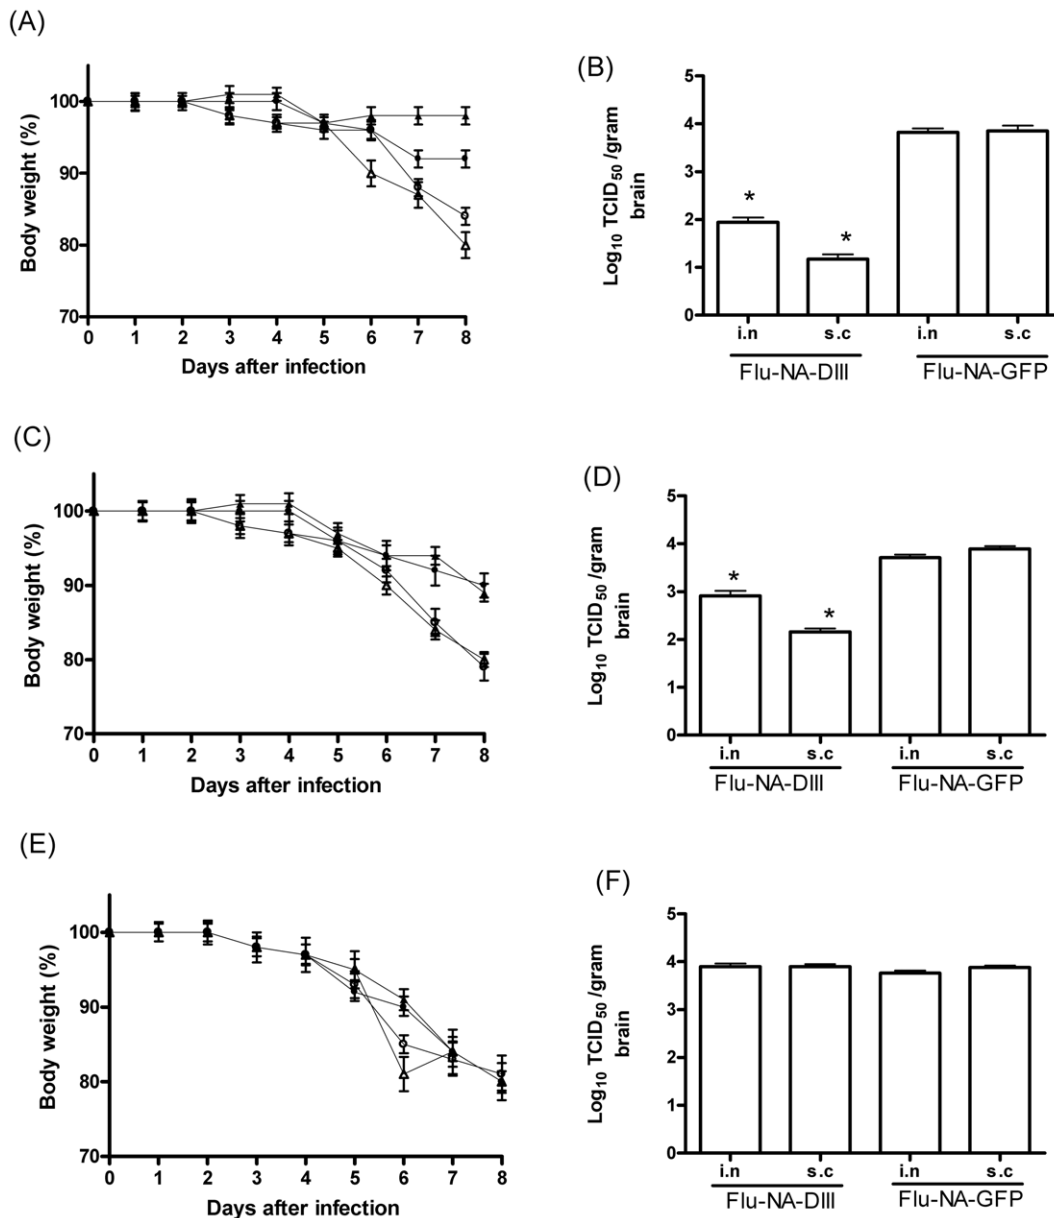 (A)
Body weight (%)
100
90
80
70
0 1 2 3 4 5 6 7 8
Days after infection
(B)
Log10 TCID50 /gram
brain
5
4
3
2
1
0
* *
i.n s.c i.n s.c
Flu-NA-DIII Flu-NA-GFP
(C)
Body weight (%)
100
90
80
70
0 1 2 3 4 5 6 7 8
Days after infection
(D)
Log10 TCID50 /gram
brain
5
4
3
2
1
0
* *
i.n s.c i.n s.c
Flu-NA-DIII Flu-NA-GFP
(E)
Body weight (%)
100
90
80
70
0 1 2 3 4 5 6 7 8
Days after infection
(F)
Log10 TCID50 /gram
brain
5
4
3
2
1
0
i.n s.c i.n s.c
Flu-NA-DIII Flu-NA-GFP